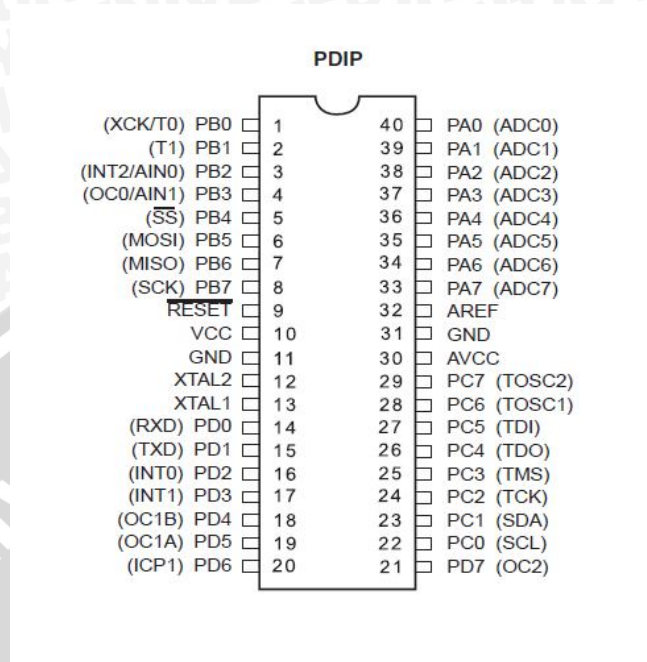 PDIP
(XCK/T0) PB0 1 40 PA0 (ADC0)
(T1) PB1 2 39 PA1 (ADC1)
(INT2/AIN0) PB2 3 38 PA2 (ADC2)
(OC0/AIN1) PB3 4 37 PA3 (ADC3)
(SS) PB4 5 36 PA4 (ADC4)
(MOSI) PB5 6 35 PA5 (ADC5)
(MISO) PB6 7 34 PA6 (ADC6)
(SCK) PB7 8 33 PA7 (ADC7)
RESET 9 32 AREF
VCC 10 31 GND
GND 11 30 AVCC
XTAL2 12 29 PC7 (TOSC2)
XTAL1 13 28 PC6 (TOSC1)
(RXD) PD0 14 27 PC5 (TDI)
(TXD) PD1 15 26 PC4 (TDO)
(INT0) PD2 16 25 PC3 (TMS)
(INT1) PD3 17 24 PC2 (TCK)
(OC1B) PD4 18 23 PC1 (SDA)
(OC1A) PD5 19 22 PC0 (SCL)
(ICP1) PD6 20 21 PD7 (OC2)